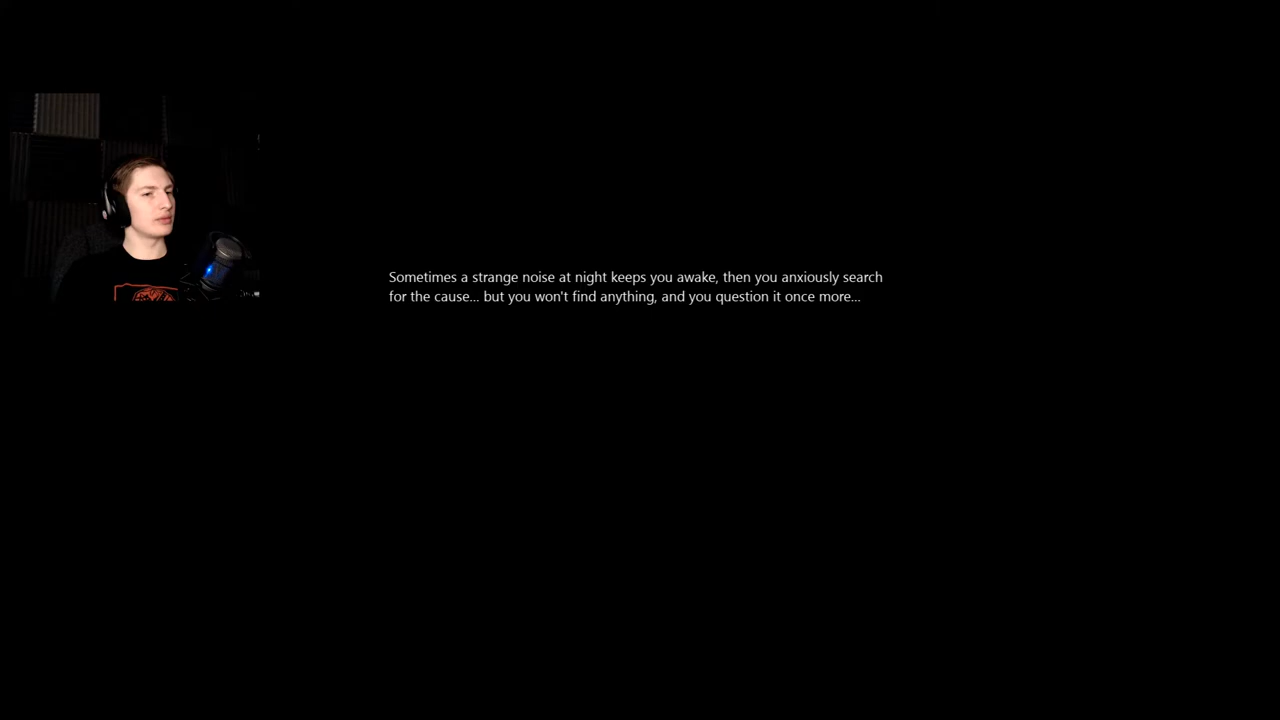 Sometimes a strange noise at night keeps you awake, then you anxiously search
for the cause... but you won't find anything, and you question it once more...